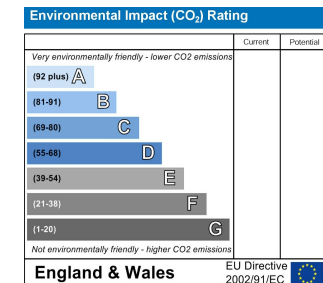 Environmental Impact (CO₂) Rating
Current Potential
Very environmentally friendly - lower CO2 emissions
(92 plus) A
(81-91) B
(69-80) C
(55-68) D
(39-54) E
(21-38) F
(1-20) G
Not environmentally friendly - higher CO2 emissions
England & Wales
EU Directive
2002/91/EC